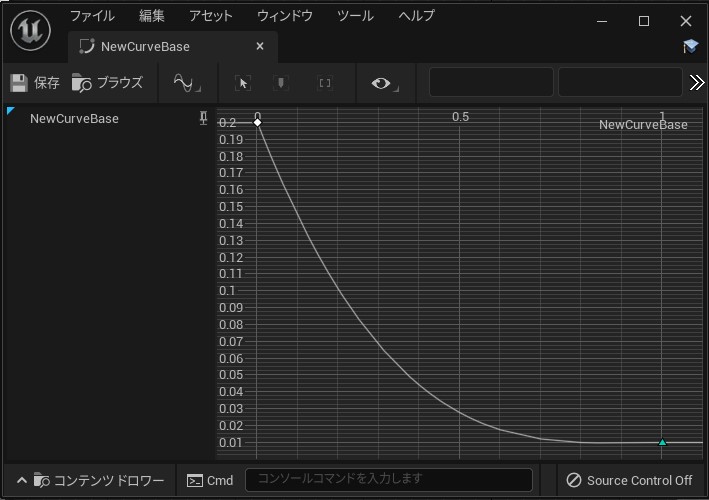 ファイル 編集 アセット ウィンドウ ツール ヘルプ
NewCurveBase
保存 ブラウズ
NewCurveBase
0 0.5 1
NewCurveBase
0.2
0.19
0.18
0.17
0.16
0.15
0.14
0.13
0.12
0.11
0.1
0.09
0.08
0.07
0.06
0.05
0.04
0.03
0.02
0.01
コンテンツ ドロワー Cmd コンソールコマンドを入力します Source Control Off